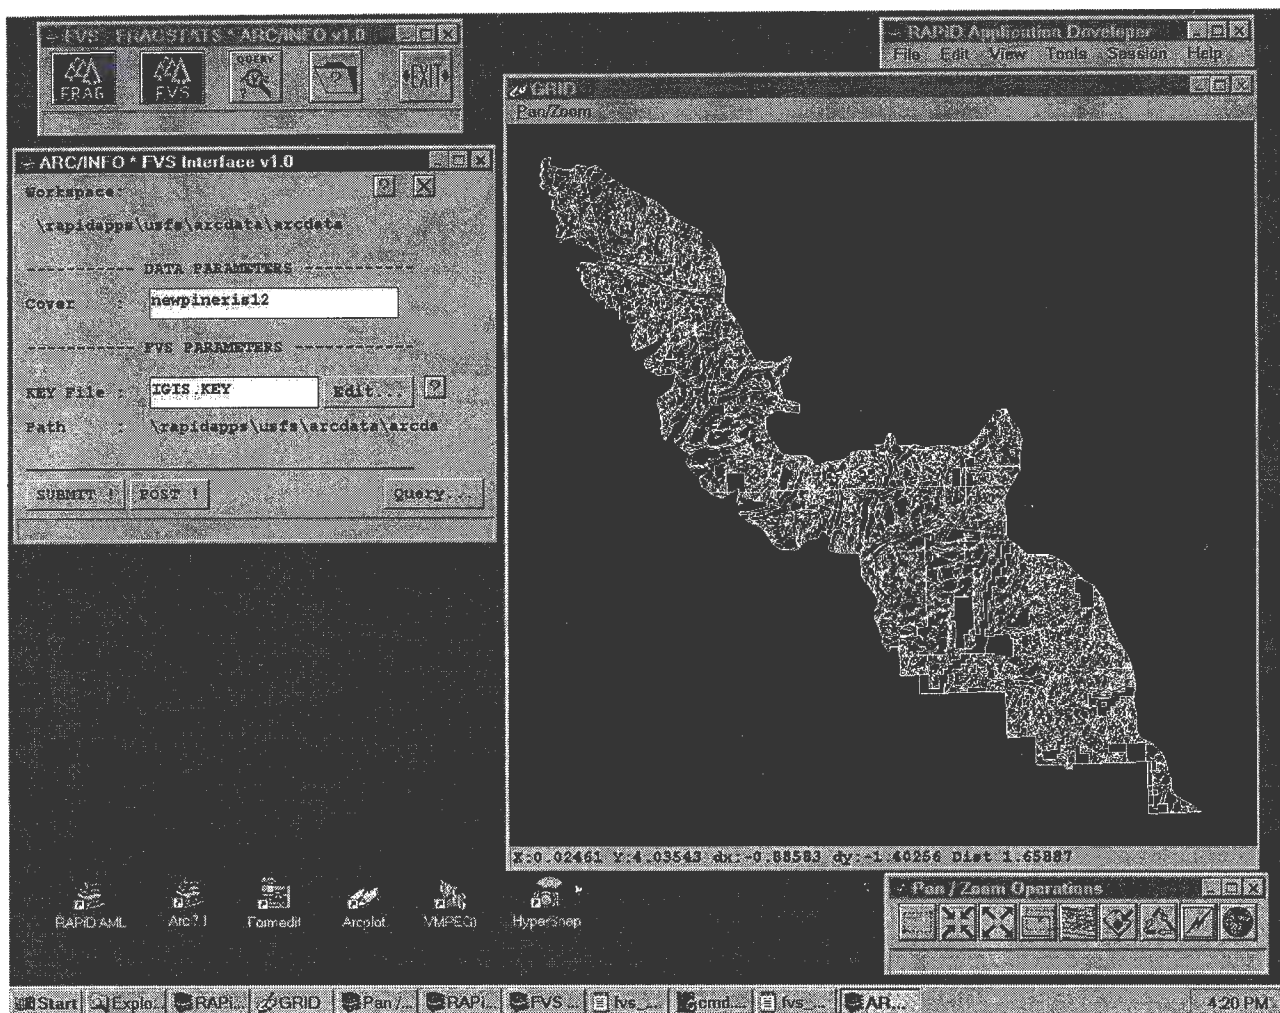 FVS FRAGSTATS * ARC/INFO v1.0
FRAG
FVS
QUERY
?
EXIT
RAPID Application Developer
File Edit View Tools Session Help
GRID
Pan/Zoom
ARC/INFO * FVS Interface v1.0
Workspace:
?
X
\rapidapps\usfs\arcdata\arcdata
---------- DATA PARAMETERS ----------
Cover : newpineris12
---------- FVS PARAMETERS ------------
KEY File : IGIS.KEY Edit... ?
Path : \rapidapps\usfs\arcdata\arcda
SUBMIT ! POST ! Query...
X:0.02461 Y:4.03543 dx:-0.88583 dy:-1.40256 Dist 1.65887
RAPID AML
Formedit
Arcplot
HyperSnap
Pan / Zoom Operations
Start Explo... RAPi... GRID Pan /... RAPi... FVS ... fvs_... cmd... fvs_... AR... 4:20 PM